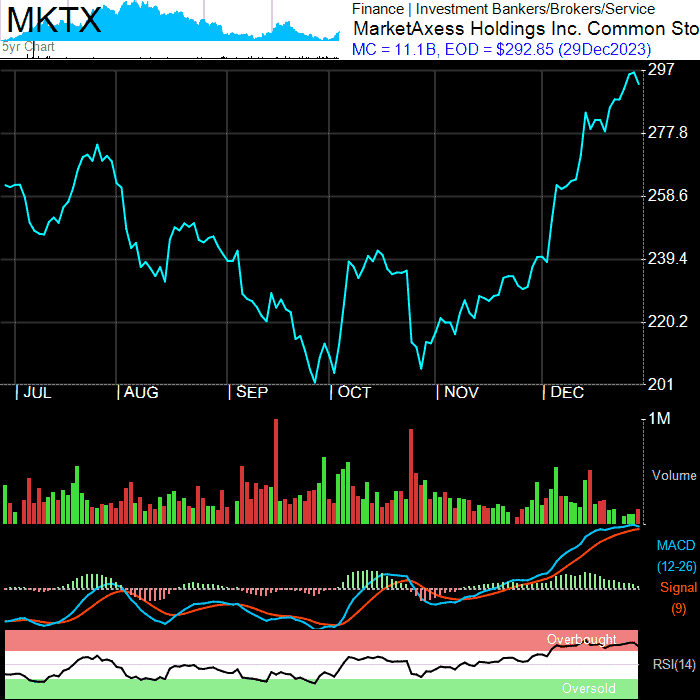 MKTX
5yr Chart
Finance | Investment Bankers/Brokers/Service
MarketAxess Holdings Inc. Common Sto
MC = 11.1B, EOD = $292.85 (29Dec2023)
297
277.8
258.6
239.4
220.2
201
| JUL | AUG | SEP | OCT | NOV | DEC
1M
Volume
MACD
(12-26)
Signal
(9)
Overbought
RSI(14)
Oversold